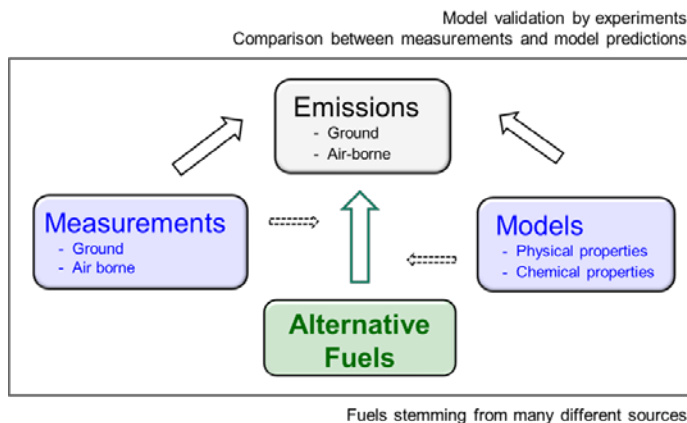 Model validation by experiments
Comparison between measurements and model predictions
Emissions
- Ground
- Air-borne
Measurements
- Ground
- Air borne
Models
- Physical properties
- Chemical properties
Alternative
Fuels
Fuels stemming from many different sources